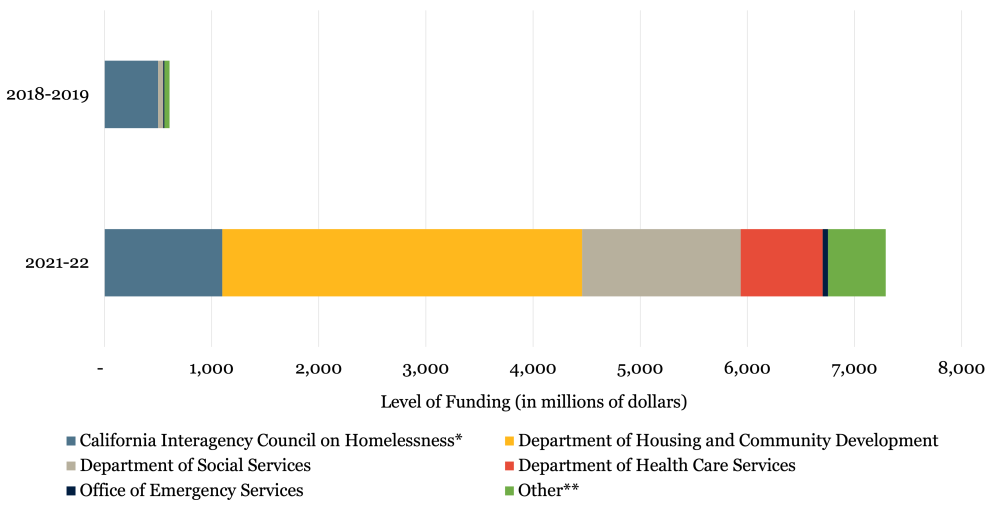 2018-2019
2021-22
- 1,000 2,000 3,000 4,000 5,000 6,000 7,000 8,000
Level of Funding (in millions of dollars)
California Interagency Council on Homelessness* Department of Housing and Community Development
Department of Social Services Department of Health Care Services
Office of Emergency Services Other**